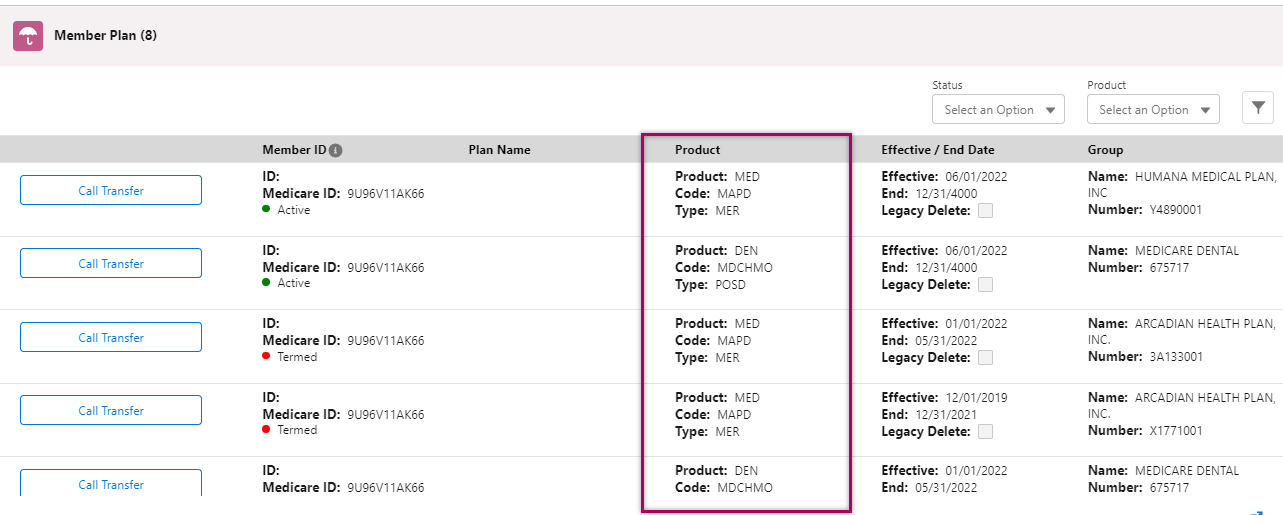 Member Plan (8)
Status Product
Select an Option Select an Option
Member ID Plan Name Product Effective / End Date Group
Call Transfer
ID:
Medicare ID: 9U96V11AK66
Active
Product: MED
Code: MAPD
Type: MER
Effective: 06/01/2022
End: 12/31/4000
Legacy Delete:
Name: HUMANA MEDICAL PLAN,
INC
Number: Y4890001
Call Transfer
ID:
Medicare ID: 9U96V11AK66
Active
Product: DEN
Code: MDCHMO
Type: POSD
Effective: 06/01/2022
End: 12/31/4000
Legacy Delete:
Name: MEDICARE DENTAL
Number: 675717
Call Transfer
ID:
Medicare ID: 9U96V11AK66
Termed
Product: MED
Code: MAPD
Type: MER
Effective: 01/01/2022
End: 05/31/2022
Legacy Delete:
Name: ARCADIAN HEALTH PLAN,
INC.
Number: 3A133001
Call Transfer
ID:
Medicare ID: 9U96V11AK66
Termed
Product: MED
Code: MAPD
Type: MER
Effective: 12/01/2019
End: 12/31/2021
Legacy Delete:
Name: ARCADIAN HEALTH PLAN,
INC.
Number: X1771001
Call Transfer
ID:
Medicare ID: 9U96V11AK66
Product: DEN
Code: MDCHMO
Effective: 01/01/2022
End: 05/31/2022
Name: MEDICARE DENTAL
Number: 675717